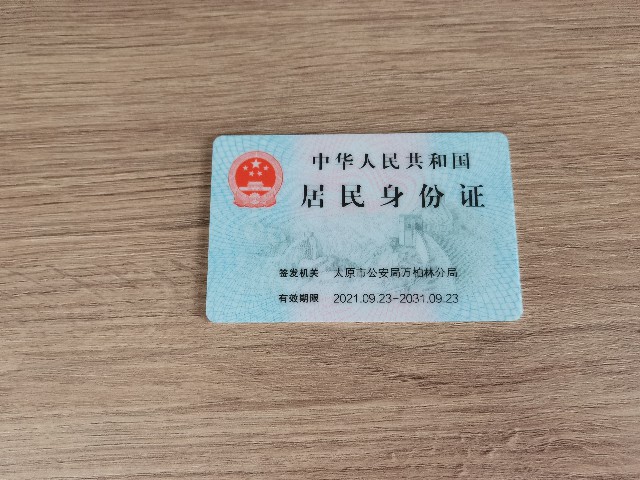 中华人民共和国
居民身份证
签发机关 太原市公安局万柏林分局
有效期限 2021.09.23-2031.09.23